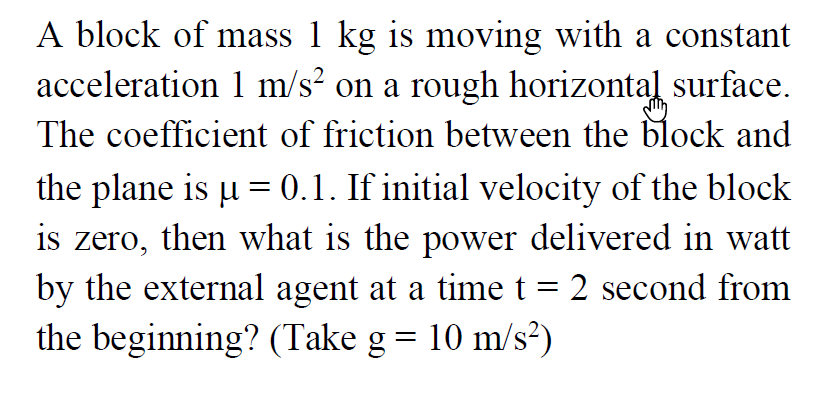 A block of mass 1 kg is moving with a constant
acceleration 1 m/s² on a rough horizontal surface.
The coefficient of friction between the block and
the plane is μ = 0.1. If initial velocity of the block
is zero, then what is the power delivered in watt
by the external agent at a time t = 2 second from
the beginning? (Take g = 10 m/s²)